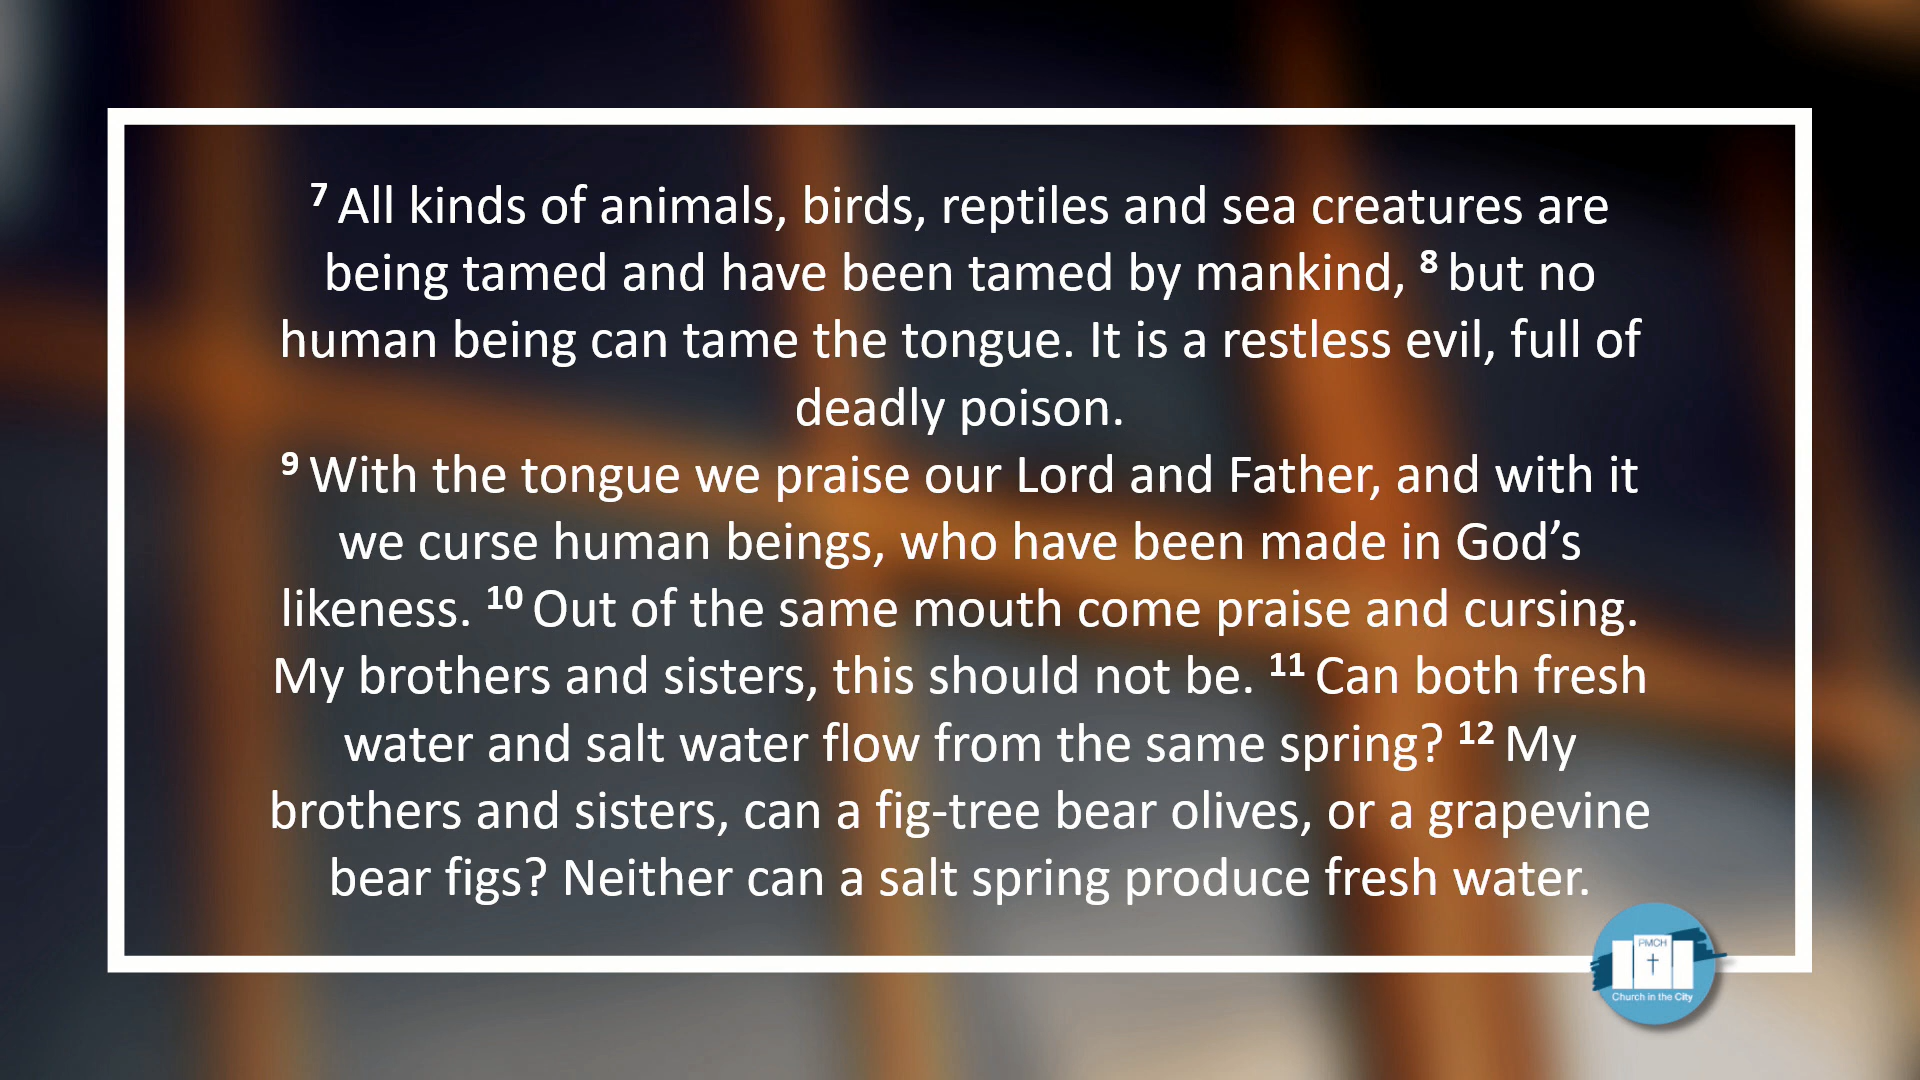 7 All kinds of animals, birds, reptiles and sea creatures are
being tamed and have been tamed by mankind, 8 but no
human being can tame the tongue. It is a restless evil, full of
deadly poison.
9 With the tongue we praise our Lord and Father, and with it
we curse human beings, who have been made in God’s
likeness. 10 Out of the same mouth come praise and cursing.
My brothers and sisters, this should not be. 11 Can both fresh
water and salt water flow from the same spring? 12 My
brothers and sisters, can a fig-tree bear olives, or a grapevine
bear figs? Neither can a salt spring produce fresh water.
PMCH
Church in the City